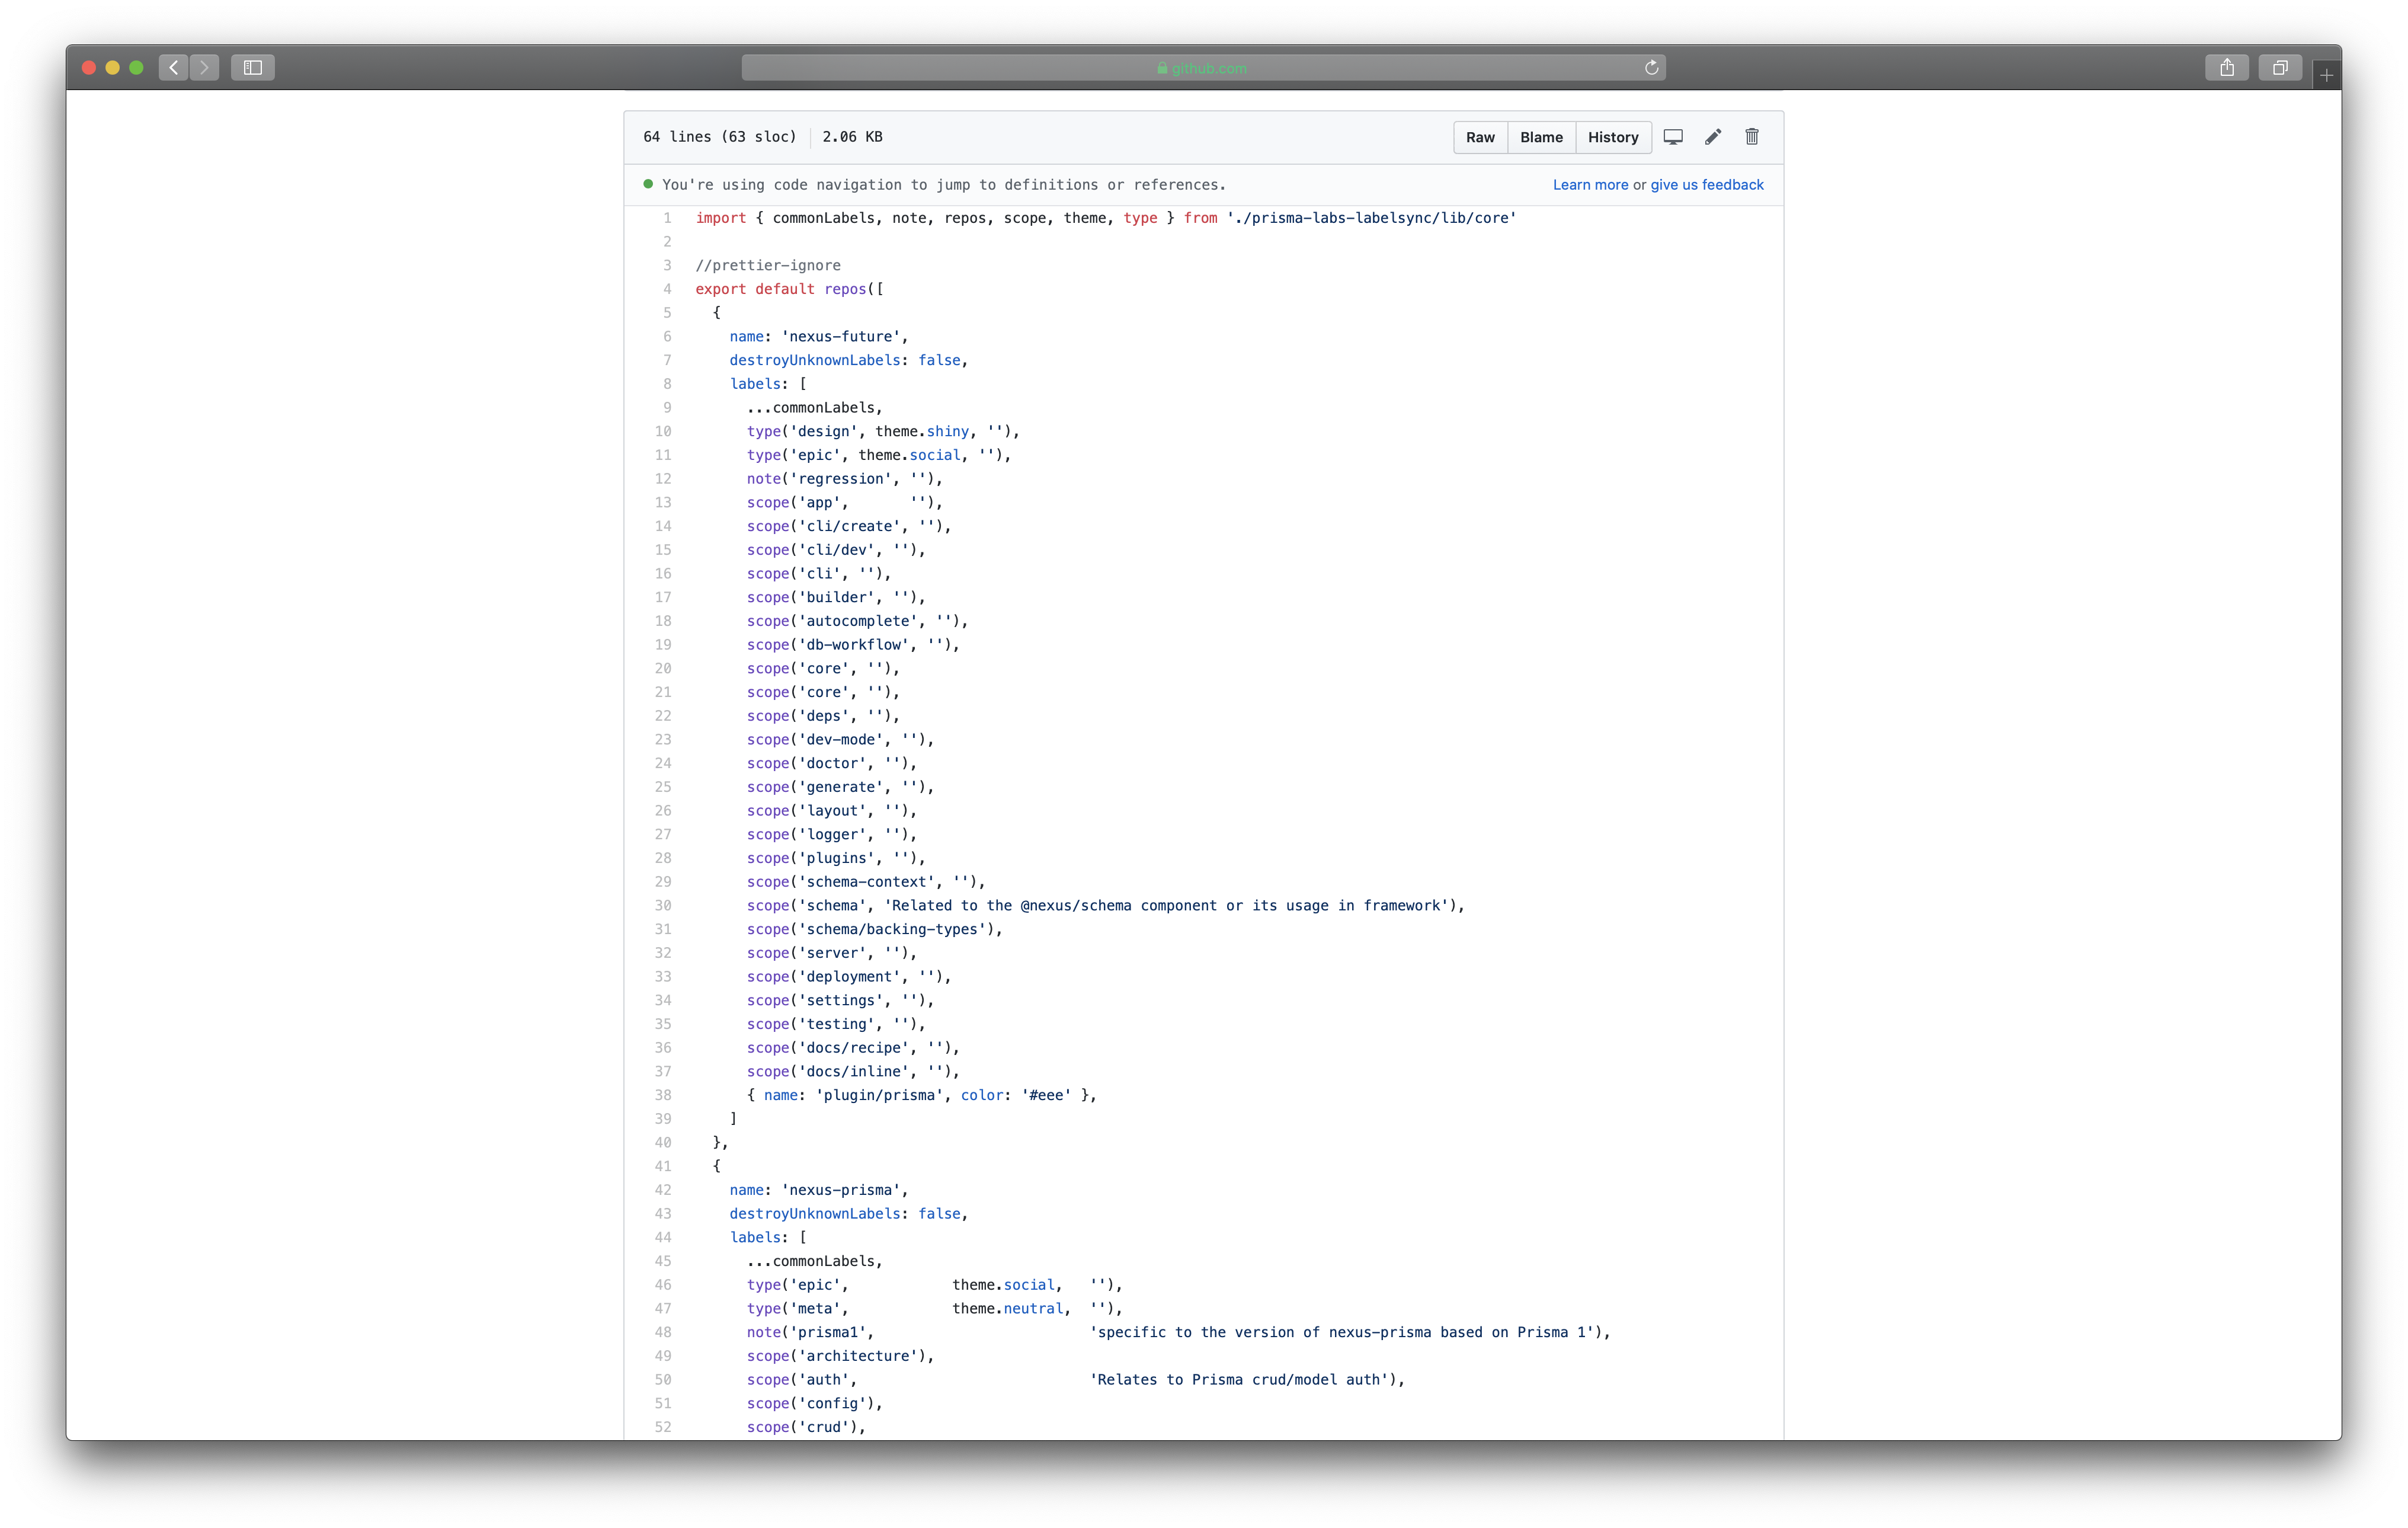 github.com
64 lines (63 sloc) 2.06 KB Raw Blame History
You're using code navigation to jump to definitions or references. Learn more or give us feedback
1 import { commonLabels, note, repos, scope, theme, type } from './prisma-labs-labelsync/lib/core'
2
3 //prettier-ignore
4 export default repos([
5   {
6     name: 'nexus-future',
7     destroyUnknownLabels: false,
8     labels: [
9       ...commonLabels,
10       type('design', theme.shiny, ''),
11       type('epic', theme.social, ''),
12       note('regression', ''),
13       scope('app',       ''),
14       scope('cli/create', ''),
15       scope('cli/dev', ''),
16       scope('cli', ''),
17       scope('builder', ''),
18       scope('autocomplete', ''),
19       scope('db-workflow', ''),
20       scope('core', ''),
21       scope('core', ''),
22       scope('deps', ''),
23       scope('dev-mode', ''),
24       scope('doctor', ''),
25       scope('generate', ''),
26       scope('layout', ''),
27       scope('logger', ''),
28       scope('plugins', ''),
29       scope('schema-context', ''),
30       scope('schema', 'Related to the @nexus/schema component or its usage in framework'),
31       scope('schema/backing-types'),
32       scope('server', ''),
33       scope('deployment', ''),
34       scope('settings', ''),
35       scope('testing', ''),
36       scope('docs/recipe', ''),
37       scope('docs/inline', ''),
38       { name: 'plugin/prisma', color: '#eee' },
39     ]
40   },
41   {
42     name: 'nexus-prisma',
43     destroyUnknownLabels: false,
44     labels: [
45       ...commonLabels,
46       type('epic',            theme.social,   ''),
47       type('meta',            theme.neutral,  ''),
48       note('prisma1',                         'specific to the version of nexus-prisma based on Prisma 1'),
49       scope('architecture'),
50       scope('auth',                           'Relates to Prisma crud/model auth'),
51       scope('config'),
52       scope('crud'),